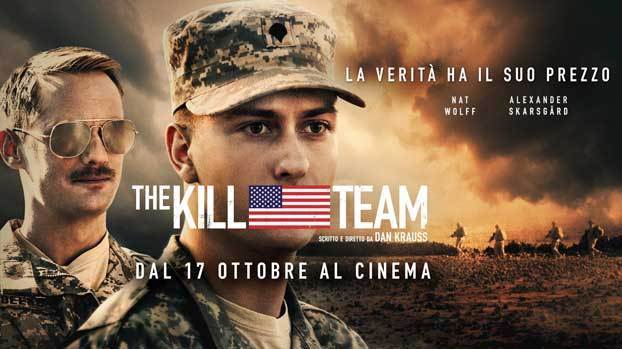 LA VERITÀ HA IL SUO PREZZO
NAT WOLFF
ALEXANDER SKARSGÅRD
THE KILL TEAM
SCRITTO E DIRETTO DA DAN KRAUSS
DAL 17 OTTOBRE AL CINEMA